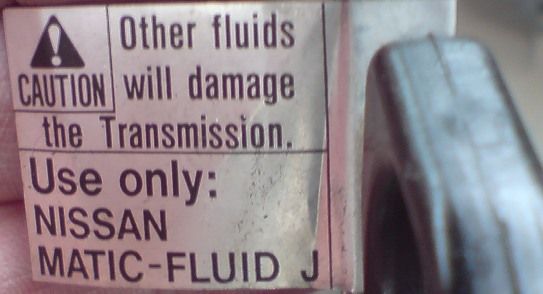 Other fluids
CAUTION will damage
the Transmission.
Use only:
NISSAN
MATIC-FLUID J